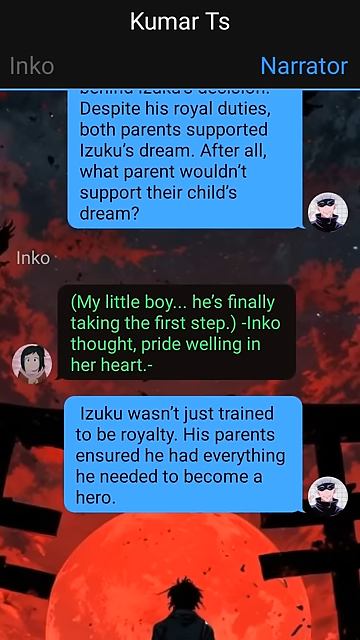 Kumar Ts
Inko
Narrator
behind Izuku's decision.
Despite his royal duties,
both parents supported
Izuku's dream. After all,
what parent wouldn't
support their child's
dream?
Inko
(My little boy... he's finally
taking the first step.) -Inko
thought, pride welling in
her heart.-
Izuku wasn't just trained
to be royalty. His parents
ensured he had everything
he needed to become a
hero.